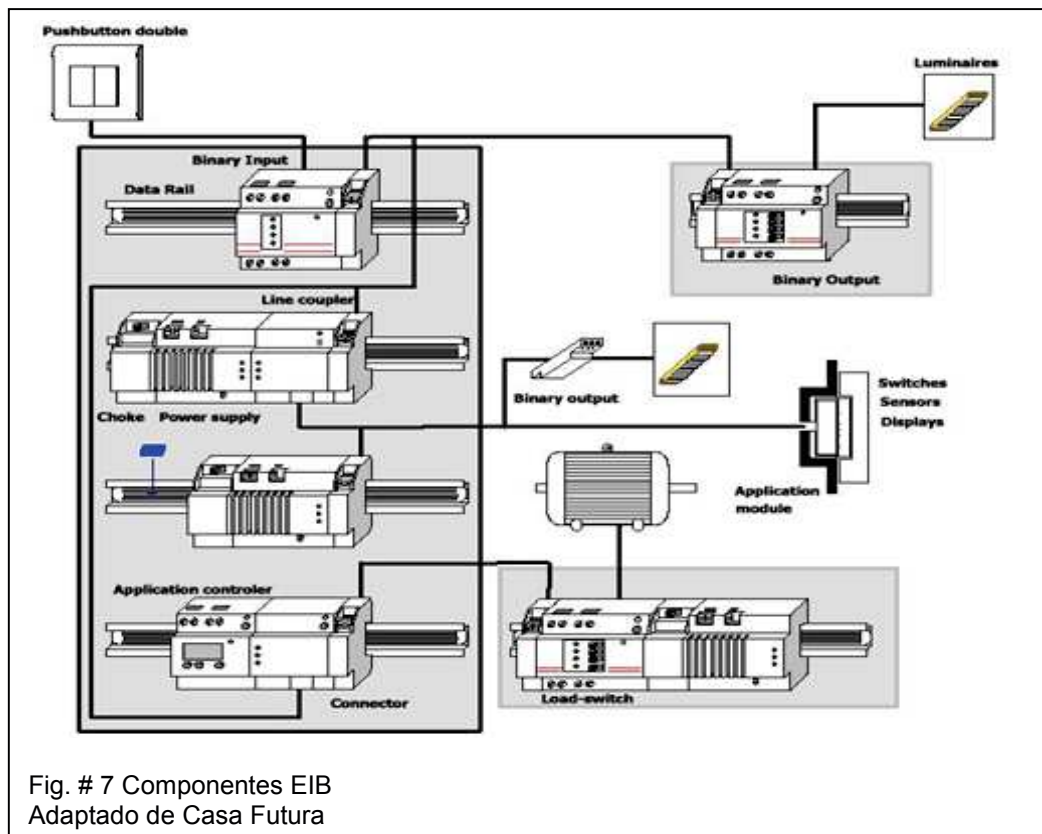 Pushbutton double
Luminaires
Binary Input
Data Rail
Binary Output
Line coupler
Binary output
Switches
Sensors
Displays
Choke Power supply
Application
module
Application controler
Connector
Load-switch
Fig. # 7 Componentes EIB
Adaptado de Casa Futura